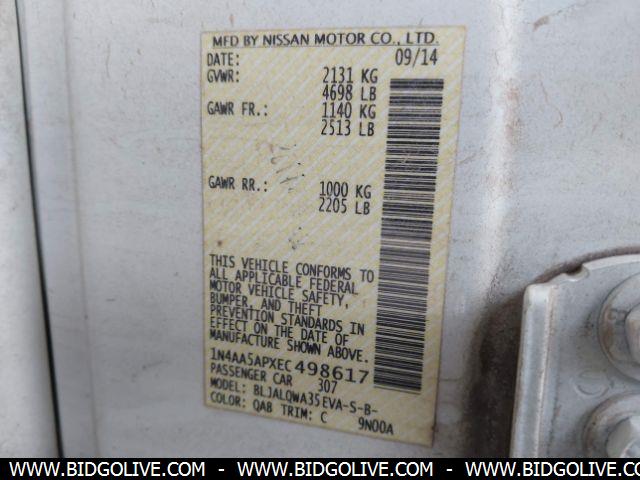 MFD BY NISSAN MOTOR CO., LTD.
DATE: 09/14
GVWR: 2131 KG
4698 LB
GAWR FR.: 1140 KG
2513 LB
GAWR RR.: 1000 KG
2205 LB
THIS VEHICLE CONFORMS TO
ALL APPLICABLE FEDERAL
MOTOR VEHICLE SAFETY,
BUMPER, AND THEFT
PREVENTION STANDARDS IN
EFFECT ON THE DATE OF
MANUFACTURE SHOWN ABOVE.
1N4AA5APXEC498617
PASSENGER CAR 307
MODEL: BLJALQWA35EVA-S-B-
COLOR: QAB TRIM: C 9N00A
WWW.BIDGOLIVE.COM - WWW.BIDGOLIVE.COM - WWW.BIDGOLIVE.COM